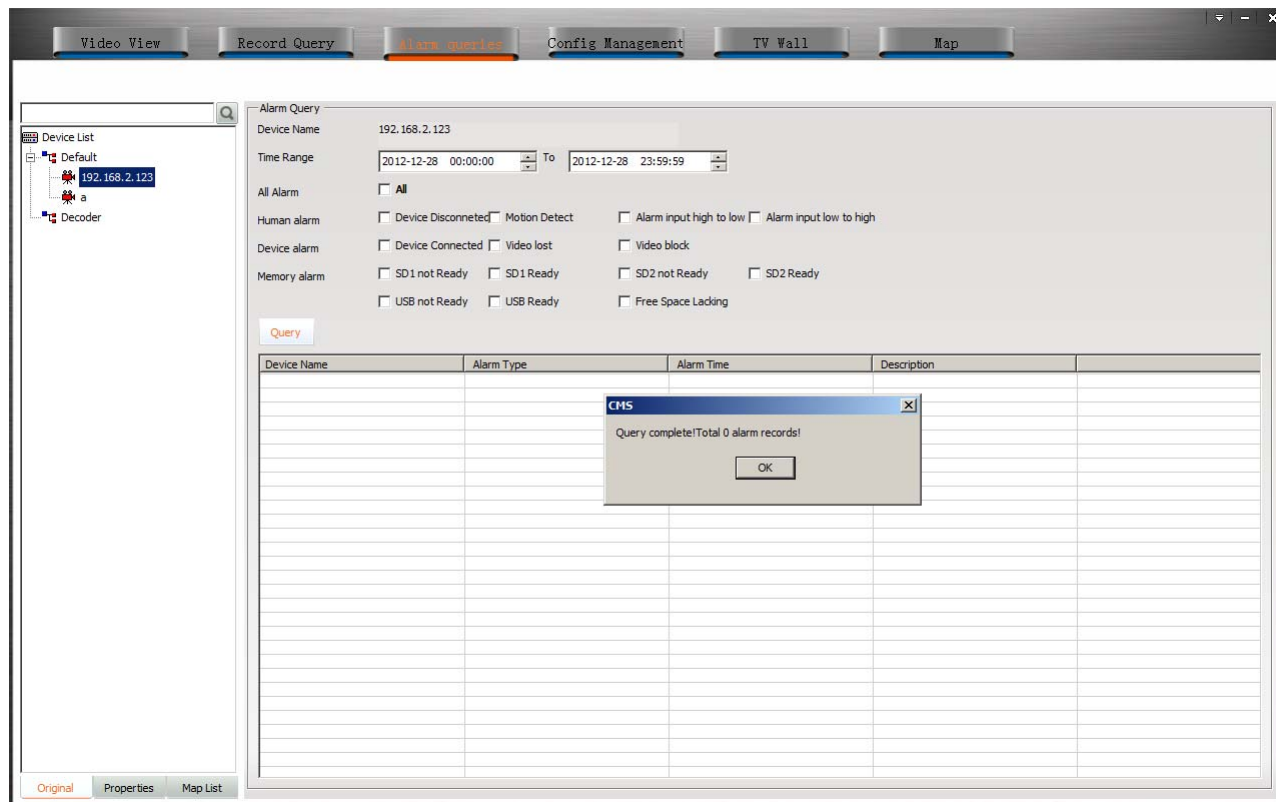 Video View Record Query Alarm queries Config Management TV Wall Map
Device List
Default
192.168.2.123
a
Decoder
Original Properties Map List
Alarm Query
Device Name 192.168.2.123
Time Range 2012-12-28 00:00:00 To 2012-12-28 23:59:59
All Alarm All
Human alarm Device Disconneted Motion Detect Alarm input high to low Alarm input low to high
Device alarm Device Connected Video lost Video block
Memory alarm SD1 not Ready SD1 Ready SD2 not Ready SD2 Ready
USB not Ready USB Ready Free Space Lacking
Query
Device Name Alarm Type Alarm Time Description
CMS
Query complete!Total 0 alarm records!
OK